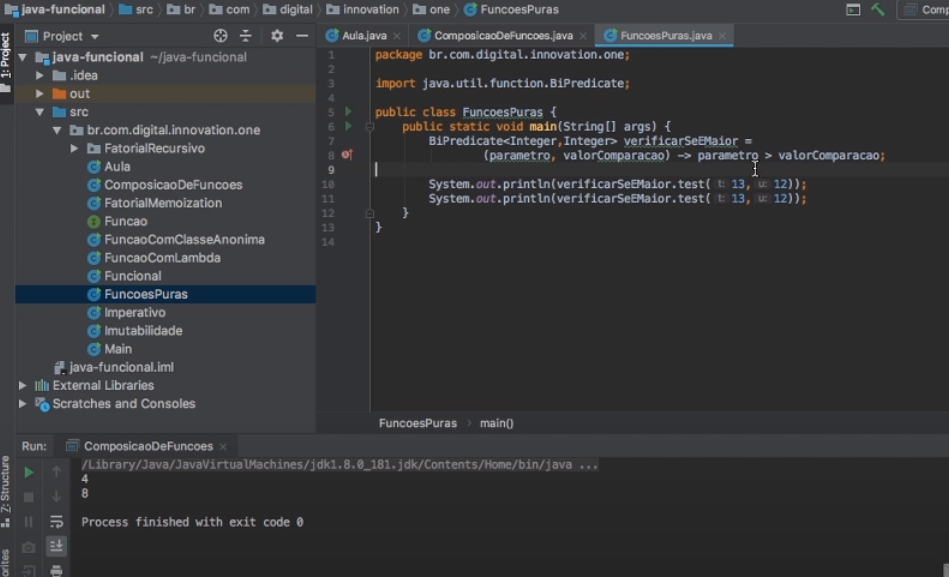 java-funcional src br com digital innovation one FuncoesPuras Comp
Project
Aula.java ComposicaoDeFuncoes.java FuncoesPuras.java
1: Project
java-funcional ~/java-funcional
.idea
out
src
br.com.digital.innovation.one
FatorialRecursivo
Aula
ComposicaoDeFuncoes
FatorialMemoization
Funcao
FuncaoComClasseAnonima
FuncaoComLambda
Funcional
FuncoesPuras
Imperativo
Imutabilidade
Main
java-funcional.iml
External Libraries
Scratches and Consoles
1 package br.com.digital.innovation.one;
2
3 import java.util.function.BiPredicate;
4
5 public class FuncoesPuras {
6 public static void main(String[] args) {
7 BiPredicate<Integer,Integer> verificarSeEMaior =
8 (parametro, valorComparacao) -> parametro > valorComparacao;
9
10 System.out.println(verificarSeEMaior.test( t: 13, u: 12));
11 System.out.println(verificarSeEMaior.test( t: 13, u: 12));
12 }
13 }
14
FuncoesPuras > main()
Run: ComposicaoDeFuncoes
/Library/Java/JavaVirtualMachines/jdk1.8.0_181.jdk/Contents/Home/bin/java ...
4
8
Process finished with exit code 0
Z: Structure